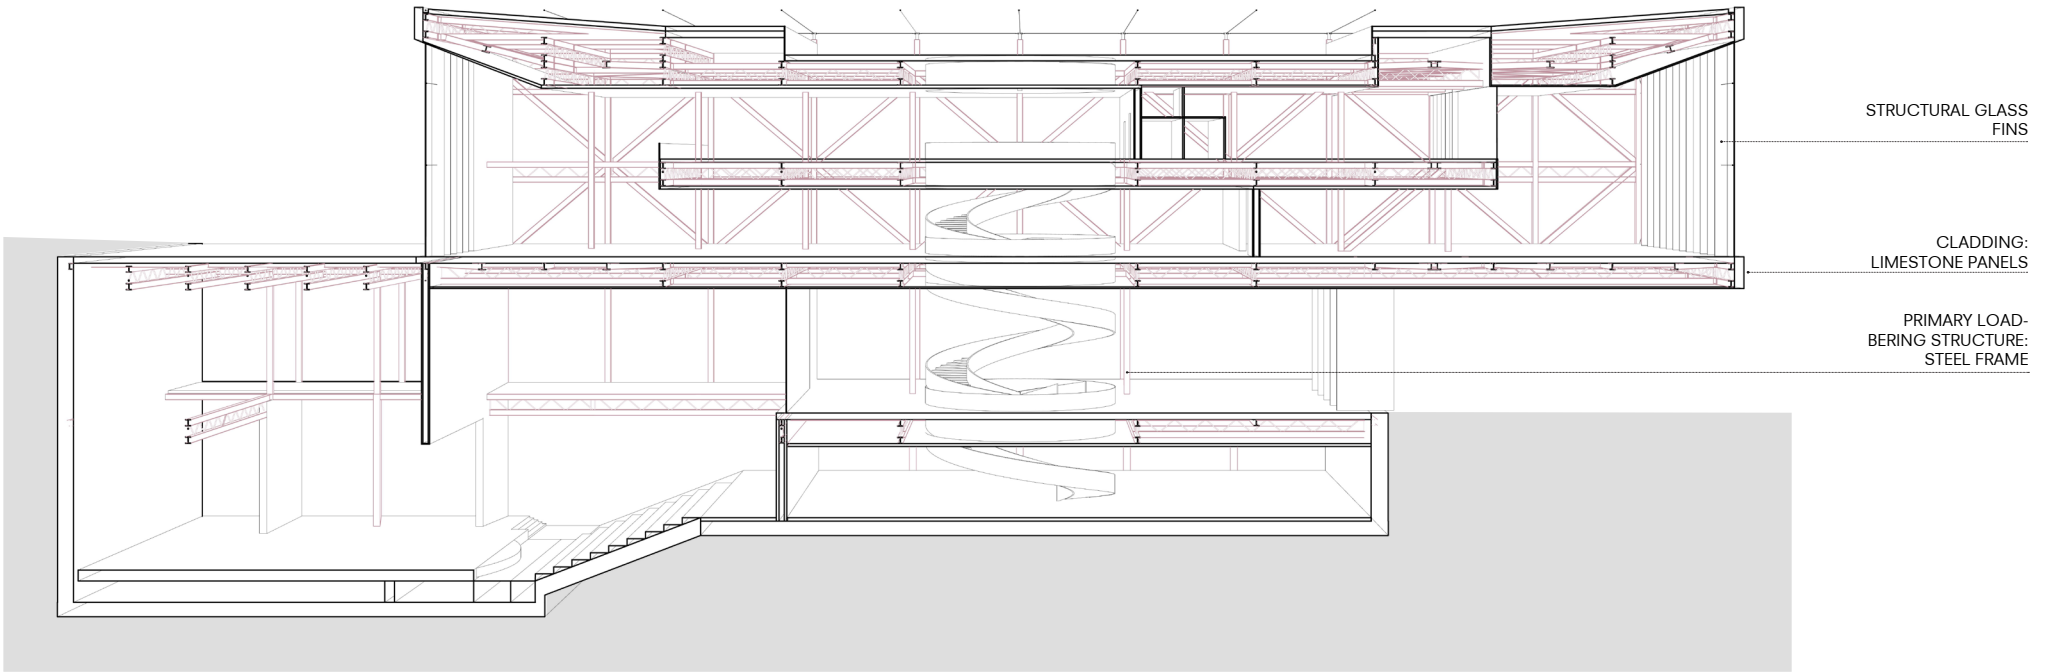 STRUCTURAL GLASS
FINS
CLADDING:
LIMESTONE PANELS
PRIMARY LOAD-
BERING STRUCTURE:
STEEL FRAME